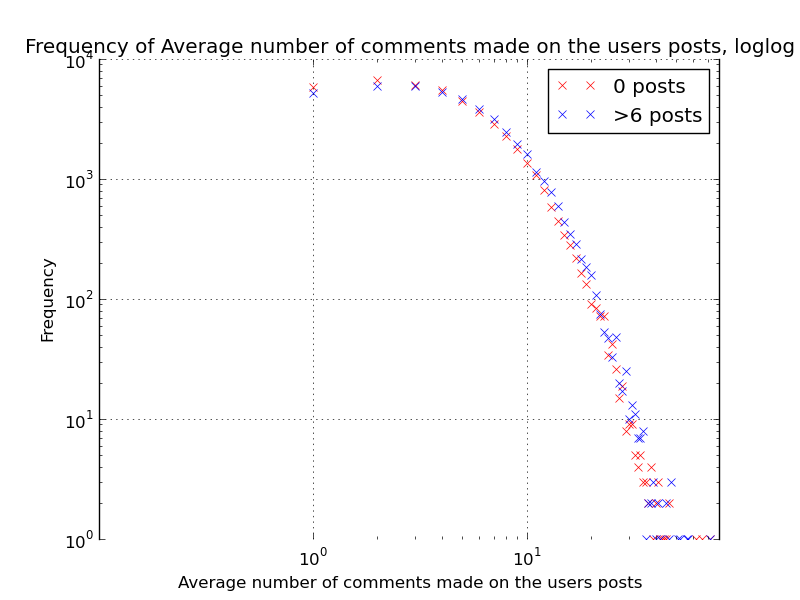 Frequency of Average number of comments made on the users posts, loglog
10^4
0 posts
>6 posts
10^3
Frequency
10^2
10^1
10^0
10^0 10^1
Average number of comments made on the users posts